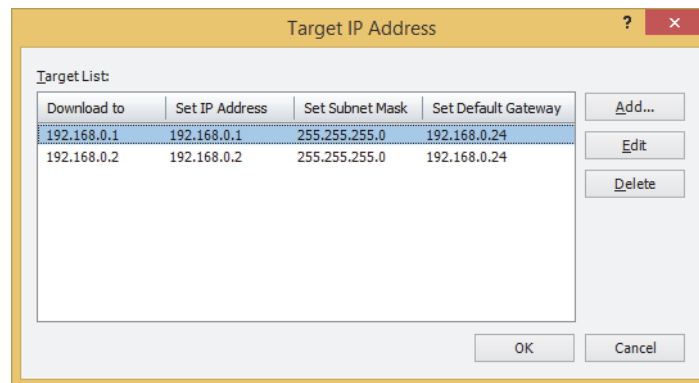 Target IP Address ? ×
Target List:
Download to Set IP Address Set Subnet Mask Set Default Gateway Add...
192.168.0.1 192.168.0.1 255.255.255.0 192.168.0.24
192.168.0.2 192.168.0.2 255.255.255.0 192.168.0.24
Edit
Delete
OK Cancel